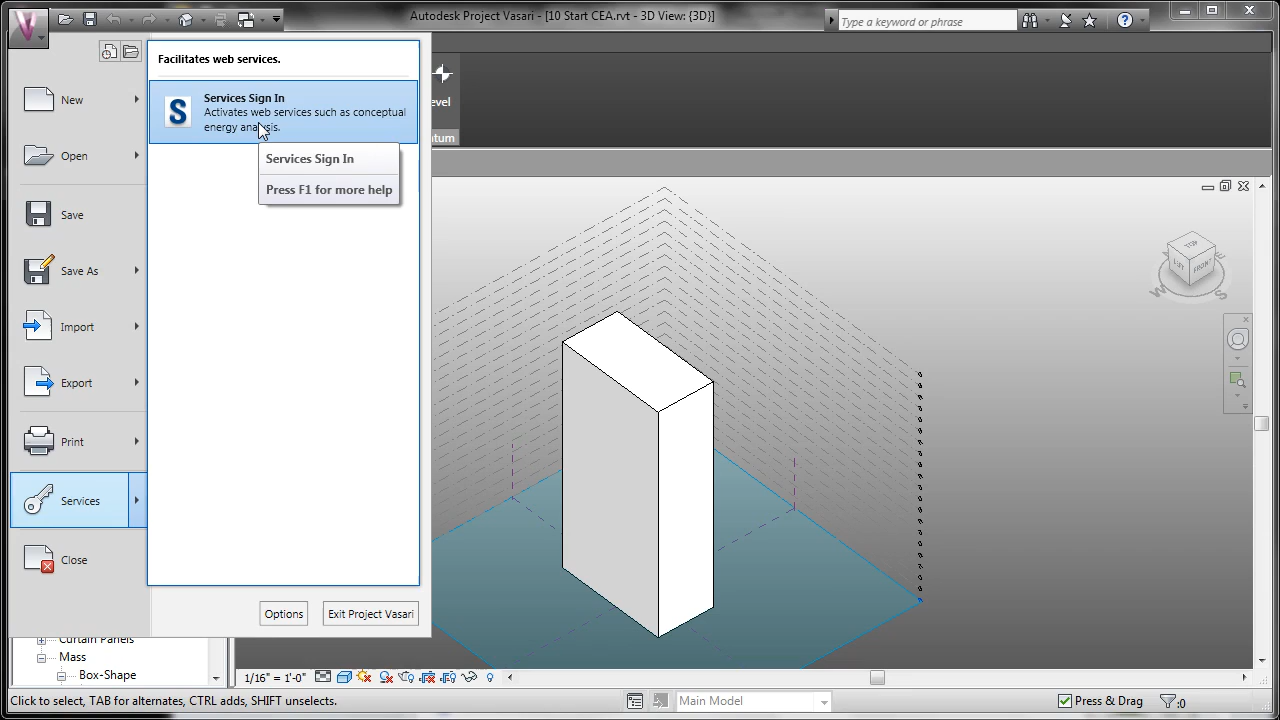 Autodesk Project Vasari - [10 Start CEA.rvt - 3D View: {3D}]
Type a keyword or phrase
Facilitates web services.
Services Sign In
Activates web services such as conceptual
energy analysis.
Services Sign In
Press F1 for more help
New
Open
Save
Save As
Import
Export
Print
Services
Close
Options
Exit Project Vasari
evel
tum
TOP
LEFT
FRONT
W
S
Curtain Panels
Mass
Box-Shape
1/16" = 1'-0"
Click to select, TAB for alternates, CTRL adds, SHIFT unselects.
Main Model
Press & Drag
:0